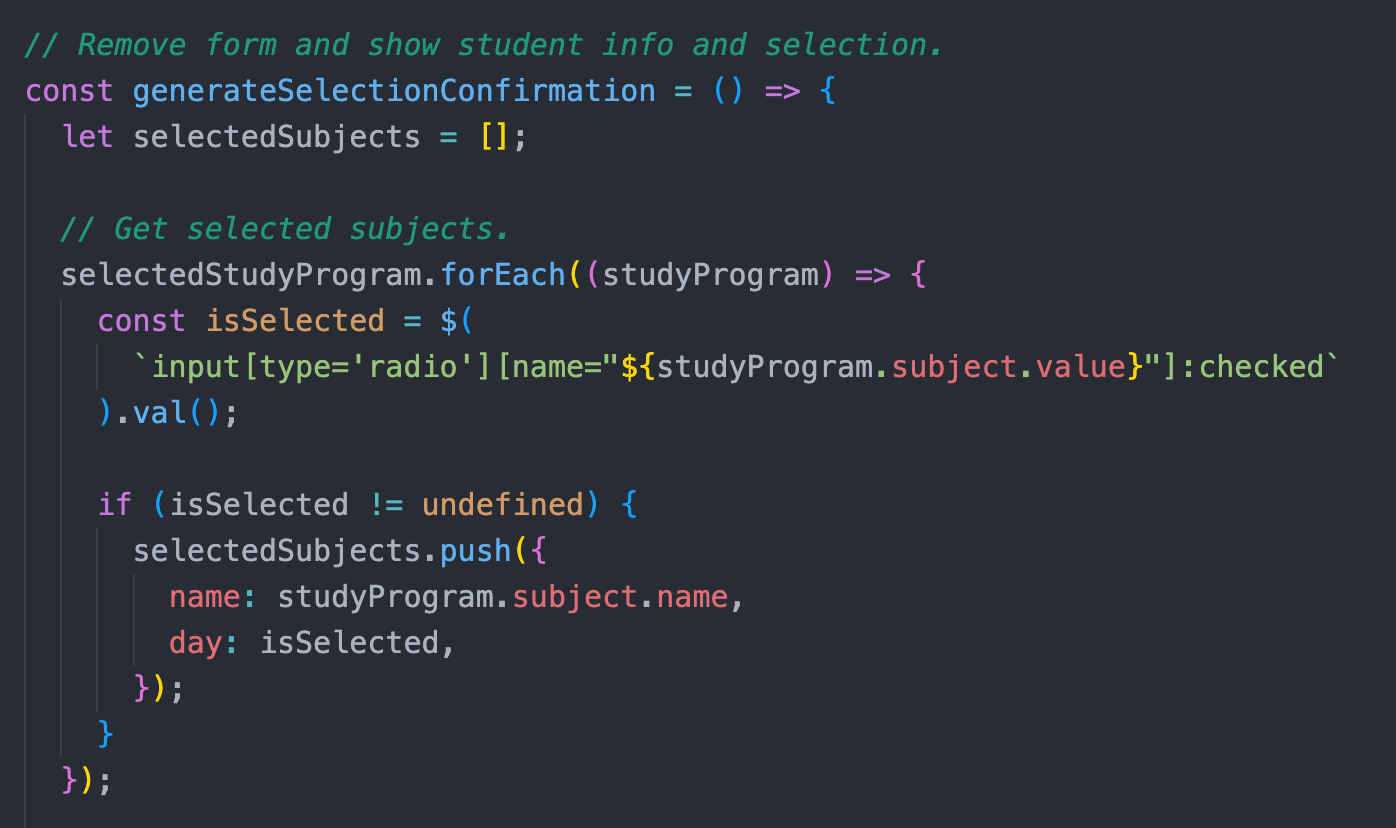 // Remove form and show student info and selection.
const generateSelectionConfirmation = () => {
  let selectedSubjects = [];

  // Get selected subjects.
  selectedStudyProgram.forEach((studyProgram) => {
    const isSelected = $(
      `input[type='radio'][name="${studyProgram.subject.value}"]:checked`
    ).val();

    if (isSelected != undefined) {
      selectedSubjects.push({
        name: studyProgram.subject.name,
        day: isSelected,
      });
    }
  });